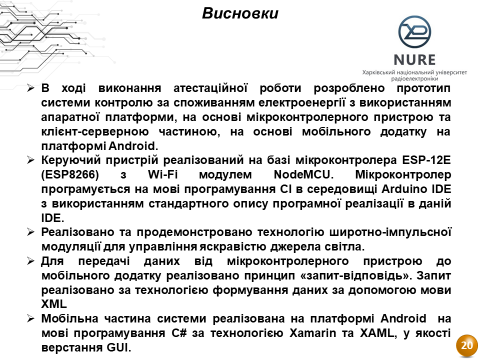 Висновки
NURE
Харківський національний університет
радіоелектроніки
➢ В ході виконання атестаційної роботи розроблено прототип
системи контролю за споживанням електроенергії з використанням
апаратної платформи, на основі мікроконтролерного пристрою та
клієнт-серверною частиною, на основі мобільного додатку на
платформі Android.
➢ Керуючий пристрій реалізований на базі мікроконтролера ESP-12E
(ESP8266) з Wi-Fi модулем NodeMCU. Мікроконтролер
програмується на мові програмування СІ в середовищі Arduino IDE
з використанням стандартного опису програмної реалізації в даній
IDE.
➢ Реалізовано та продемонстровано технологію широтно-імпульсної
модуляції для управління яскравістю джерела світла.
➢ Для передачі даних від мікроконтролерного пристрою до
мобільного додатку реалізовано принцип «запит-відповідь». Запит
реалізовано за технологією формування даних за допомогою мови
XML
➢ Мобільна частина системи реалізована на платформі Android на
мові програмування C# за технологією Xamarin та XAML, у якості
верстання GUI.
20